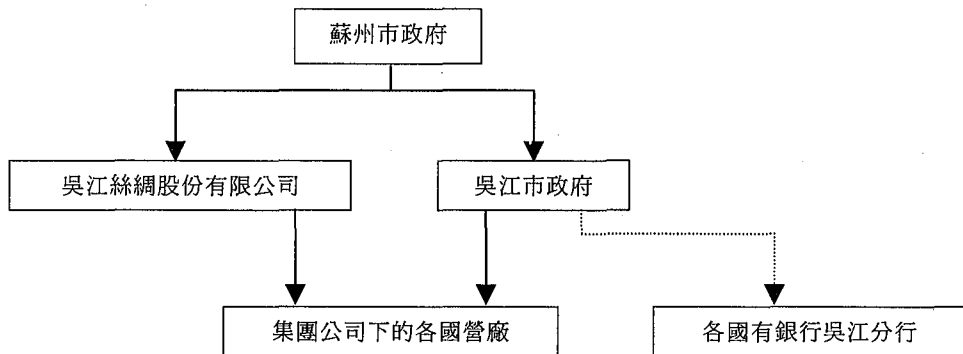 蘇州市政府
吳江絲綢股份有限公司
吳江市政府
集團公司下的各國營廠
各國有銀行吳江分行